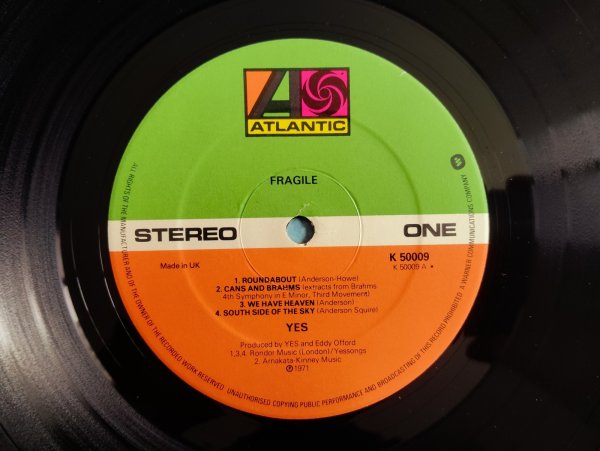 ATLANTIC
FRAGILE
STEREO ONE
Made in UK
K 50009
K 50009 A
1. ROUNDABOUT (Anderson-Howe)
2. CANS AND BRAHMS (extracts from Brahms
4th Symphony in E Minor, Third Movement)
3. WE HAVE HEAVEN (Anderson)
4. SOUTH SIDE OF THE SKY (Anderson Squire)
YES
Produced by YES and Eddy Offord
1,3,4. Rondor Music (London)/Yessongs
2. Arnakata-Kinney Music
℗1971
ALL RIGHTS OF THE MANUFACTURER AND OF THE OWNER OF THE RECORDED WORK RESERVED. UNAUTHORISED COPYING PUBLIC PERFORMANCE AND BROADCASTING OF THIS RECORD PROHIBITED. A WARNER COMMUNICATIONS COMPANY